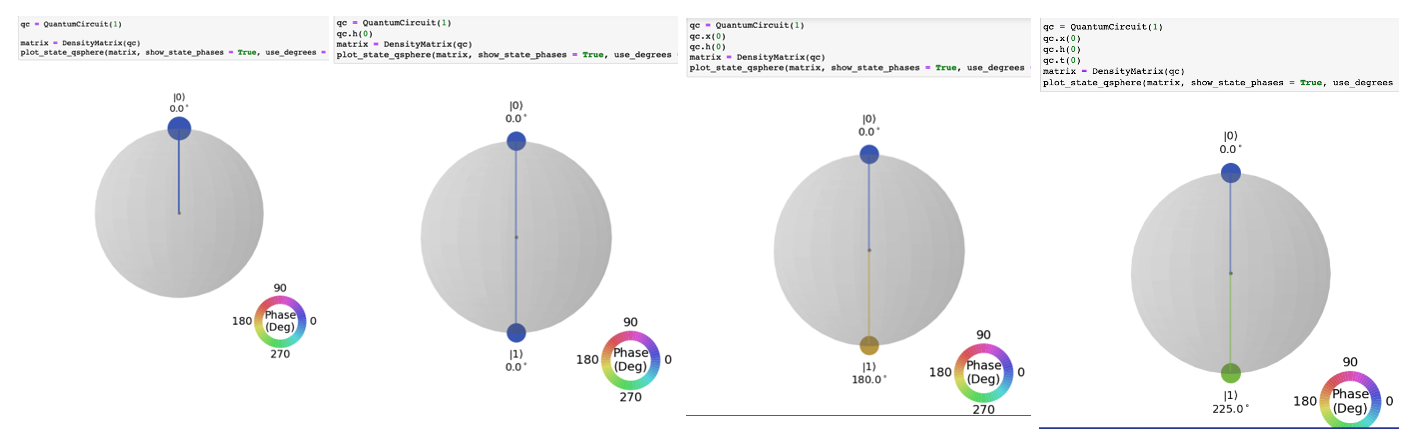 qc = QuantumCircuit(1)
matrix = DensityMatrix(qc)
plot_state_qsphere(matrix, show_state_phases = True, use_degrees =
|0⟩
0.0°
90
180
Phase
(Deg)
0
270
qc = QuantumCircuit(1)
qc.h(0)
matrix = DensityMatrix(qc)
plot_state_qsphere(matrix, show_state_phases = True, use_degrees
|0⟩
0.0°
|1⟩
0.0°
90
180
Phase
(Deg)
0
270
qc = QuantumCircuit(1)
qc.x(0)
qc.h(0)
matrix = DensityMatrix(qc)
plot_state_qsphere(matrix, show_state_phases = True, use_degrees
|0⟩
0.0°
|1⟩
180.0°
90
180
Phase
(Deg)
0
270
qc = QuantumCircuit(1)
qc.x(0)
qc.h(0)
qc.t(0)
matrix = DensityMatrix(qc)
plot_state_qsphere(matrix, show_state_phases = True, use_degrees
|0⟩
0.0°
|1⟩
225.0°
90
180
Phase
(Deg)
0